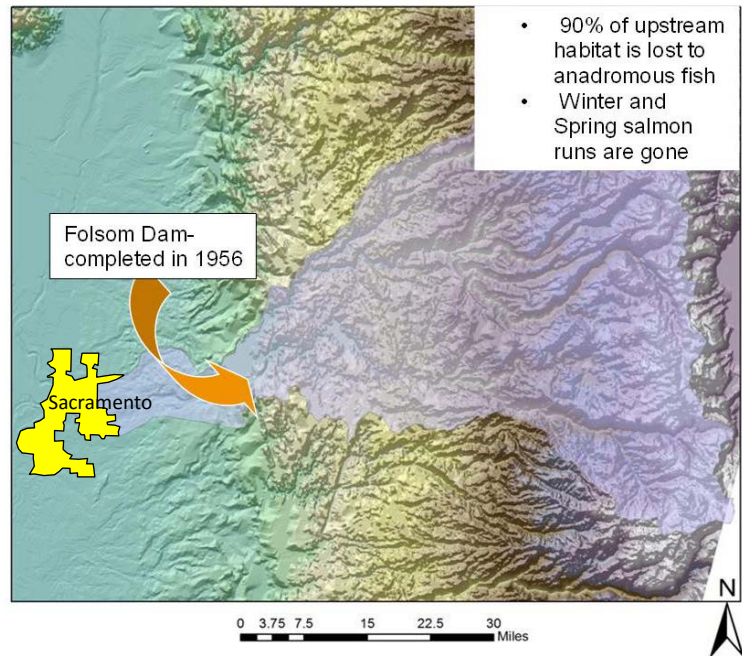 • 90% of upstream
habitat is lost to
anadromous fish
• Winter and
Spring salmon
runs are gone
Folsom Dam-
completed in 1956
Sacramento
N
0 3.75 7.5 15 22.5 30
Miles